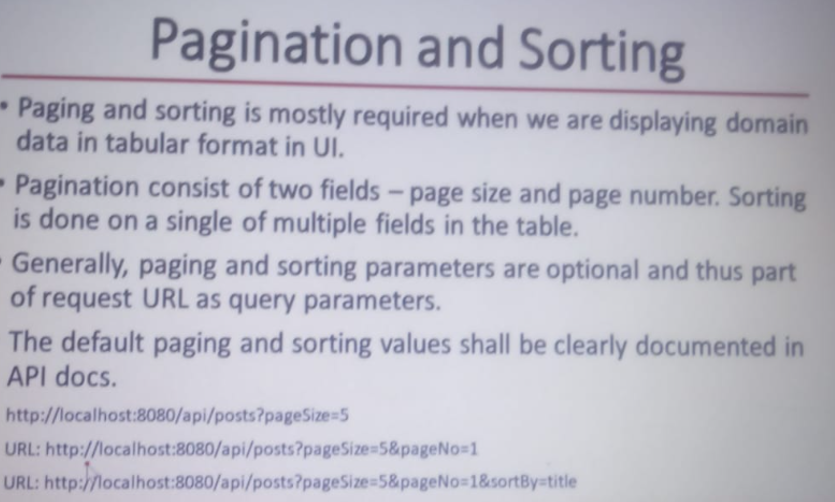 Pagination and Sorting
• Paging and sorting is mostly required when we are displaying domain
data in tabular format in UI.
• Pagination consist of two fields – page size and page number. Sorting
is done on a single of multiple fields in the table.
• Generally, paging and sorting parameters are optional and thus part
of request URL as query parameters.
The default paging and sorting values shall be clearly documented in
API docs.
http://localhost:8080/api/posts?pageSize=5
URL: http://localhost:8080/api/posts?pageSize=5&pageNo=1
URL: http://localhost:8080/api/posts?pageSize=5&pageNo=1&sortBy=title